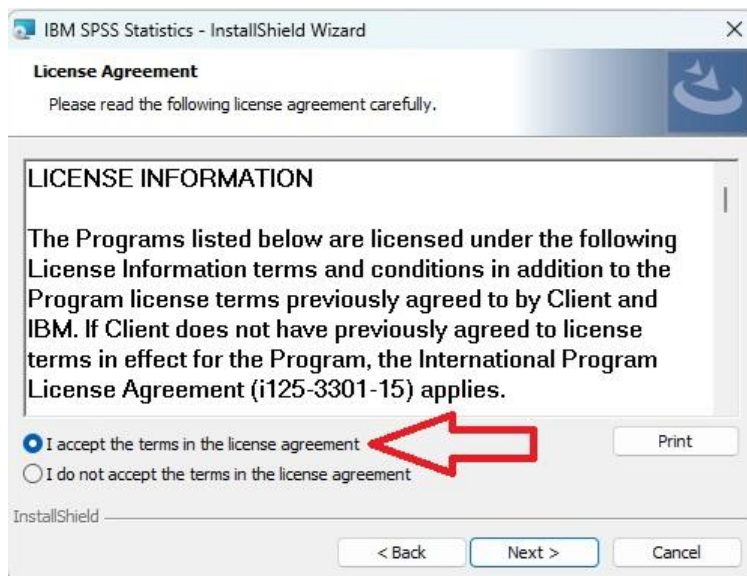 IBM SPSS Statistics - InstallShield Wizard
License Agreement
Please read the following license agreement carefully.
LICENSE INFORMATION
The Programs listed below are licensed under the following
License Information terms and conditions in addition to the
Program license terms previously agreed to by Client and
IBM. If Client does not have previously agreed to license
terms in effect for the Program, the International Program
License Agreement (i125-3301-15) applies.
I accept the terms in the license agreement
Print
I do not accept the terms in the license agreement
InstallShield
< Back
Next >
Cancel